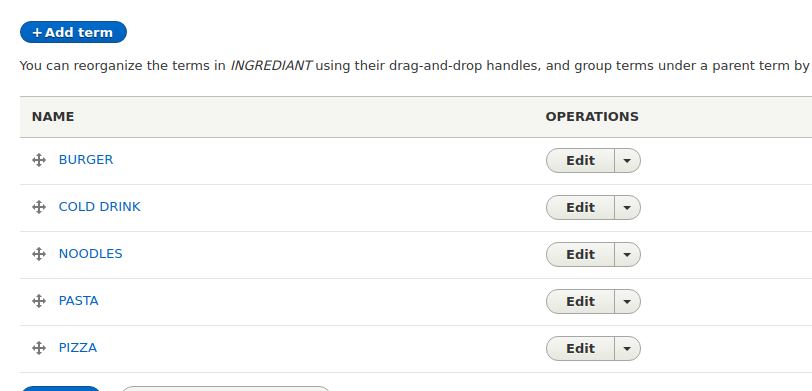 + Add term
You can reorganize the terms in INGREDIANT using their drag-and-drop handles, and group terms under a parent term by
NAME OPERATIONS
BURGER Edit
COLD DRINK Edit
NOODLES Edit
PASTA Edit
PIZZA Edit